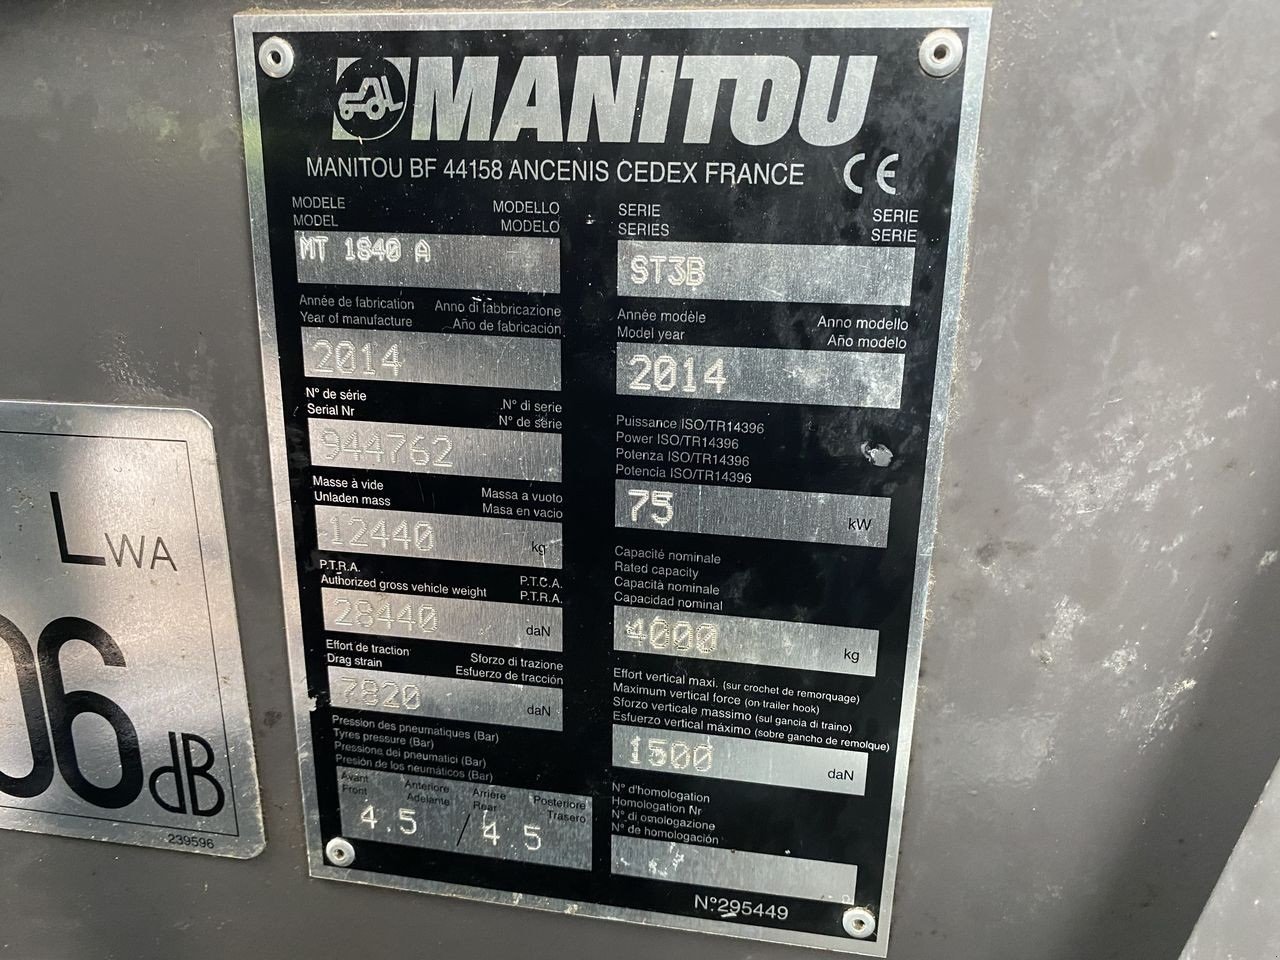 MANITOU
MANITOU BF 44158 ANCENIS CEDEX FRANCE CE
MODELE MODELLO
MODEL MODELO
MT 1840 A
SERIE SERIE
SERIES SERIE
ST3B
Année de fabrication Anno di fabbricazione
Year of manufacture Año de fabricación
2014
Année modèle Anno modello
Model year Año modelo
2014
N° de série N° di serie
Serial Nr N° de serie
944762
Puissance ISO/TR14396
Power ISO/TR14396
Potenza ISO/TR14396
Potencia ISO/TR14396
75 kW
Masse à vide Massa a vuoto
Unladen mass Masa en vacio
12440 kg
Capacité nominale
Rated capacity
Capacità nominale
Capacidad nominal
4000 kg
P.T.R.A. P.T.C.A.
Authorized gross vehicle weight P.T.R.A.
28440 daN
Effort de traction Sforzo di trazione
Drag strain Esfuerzo de tracción
7820 daN
Effort vertical maxi. (sur crochet de remorquage)
Maximum vertical force (on trailer hook)
Sforzo verticale massimo (sul gancia di traino)
Esfuerzo vertical máximo (sobre gancho de remolque)
1500 daN
Pression des pneumatiques (Bar)
Tyres pressure (Bar)
Pressione dei pneumatici (Bar)
Presión de los neumáticos (Bar)
Avant Anteriore Arrière Posteriore
Front Adelante Rear Trasero
4.5 / 4.5
N° d'homologation
Homologation Nr
N° di omologazione
N° de homologación
N°:295449
LWA
06 dB
239596